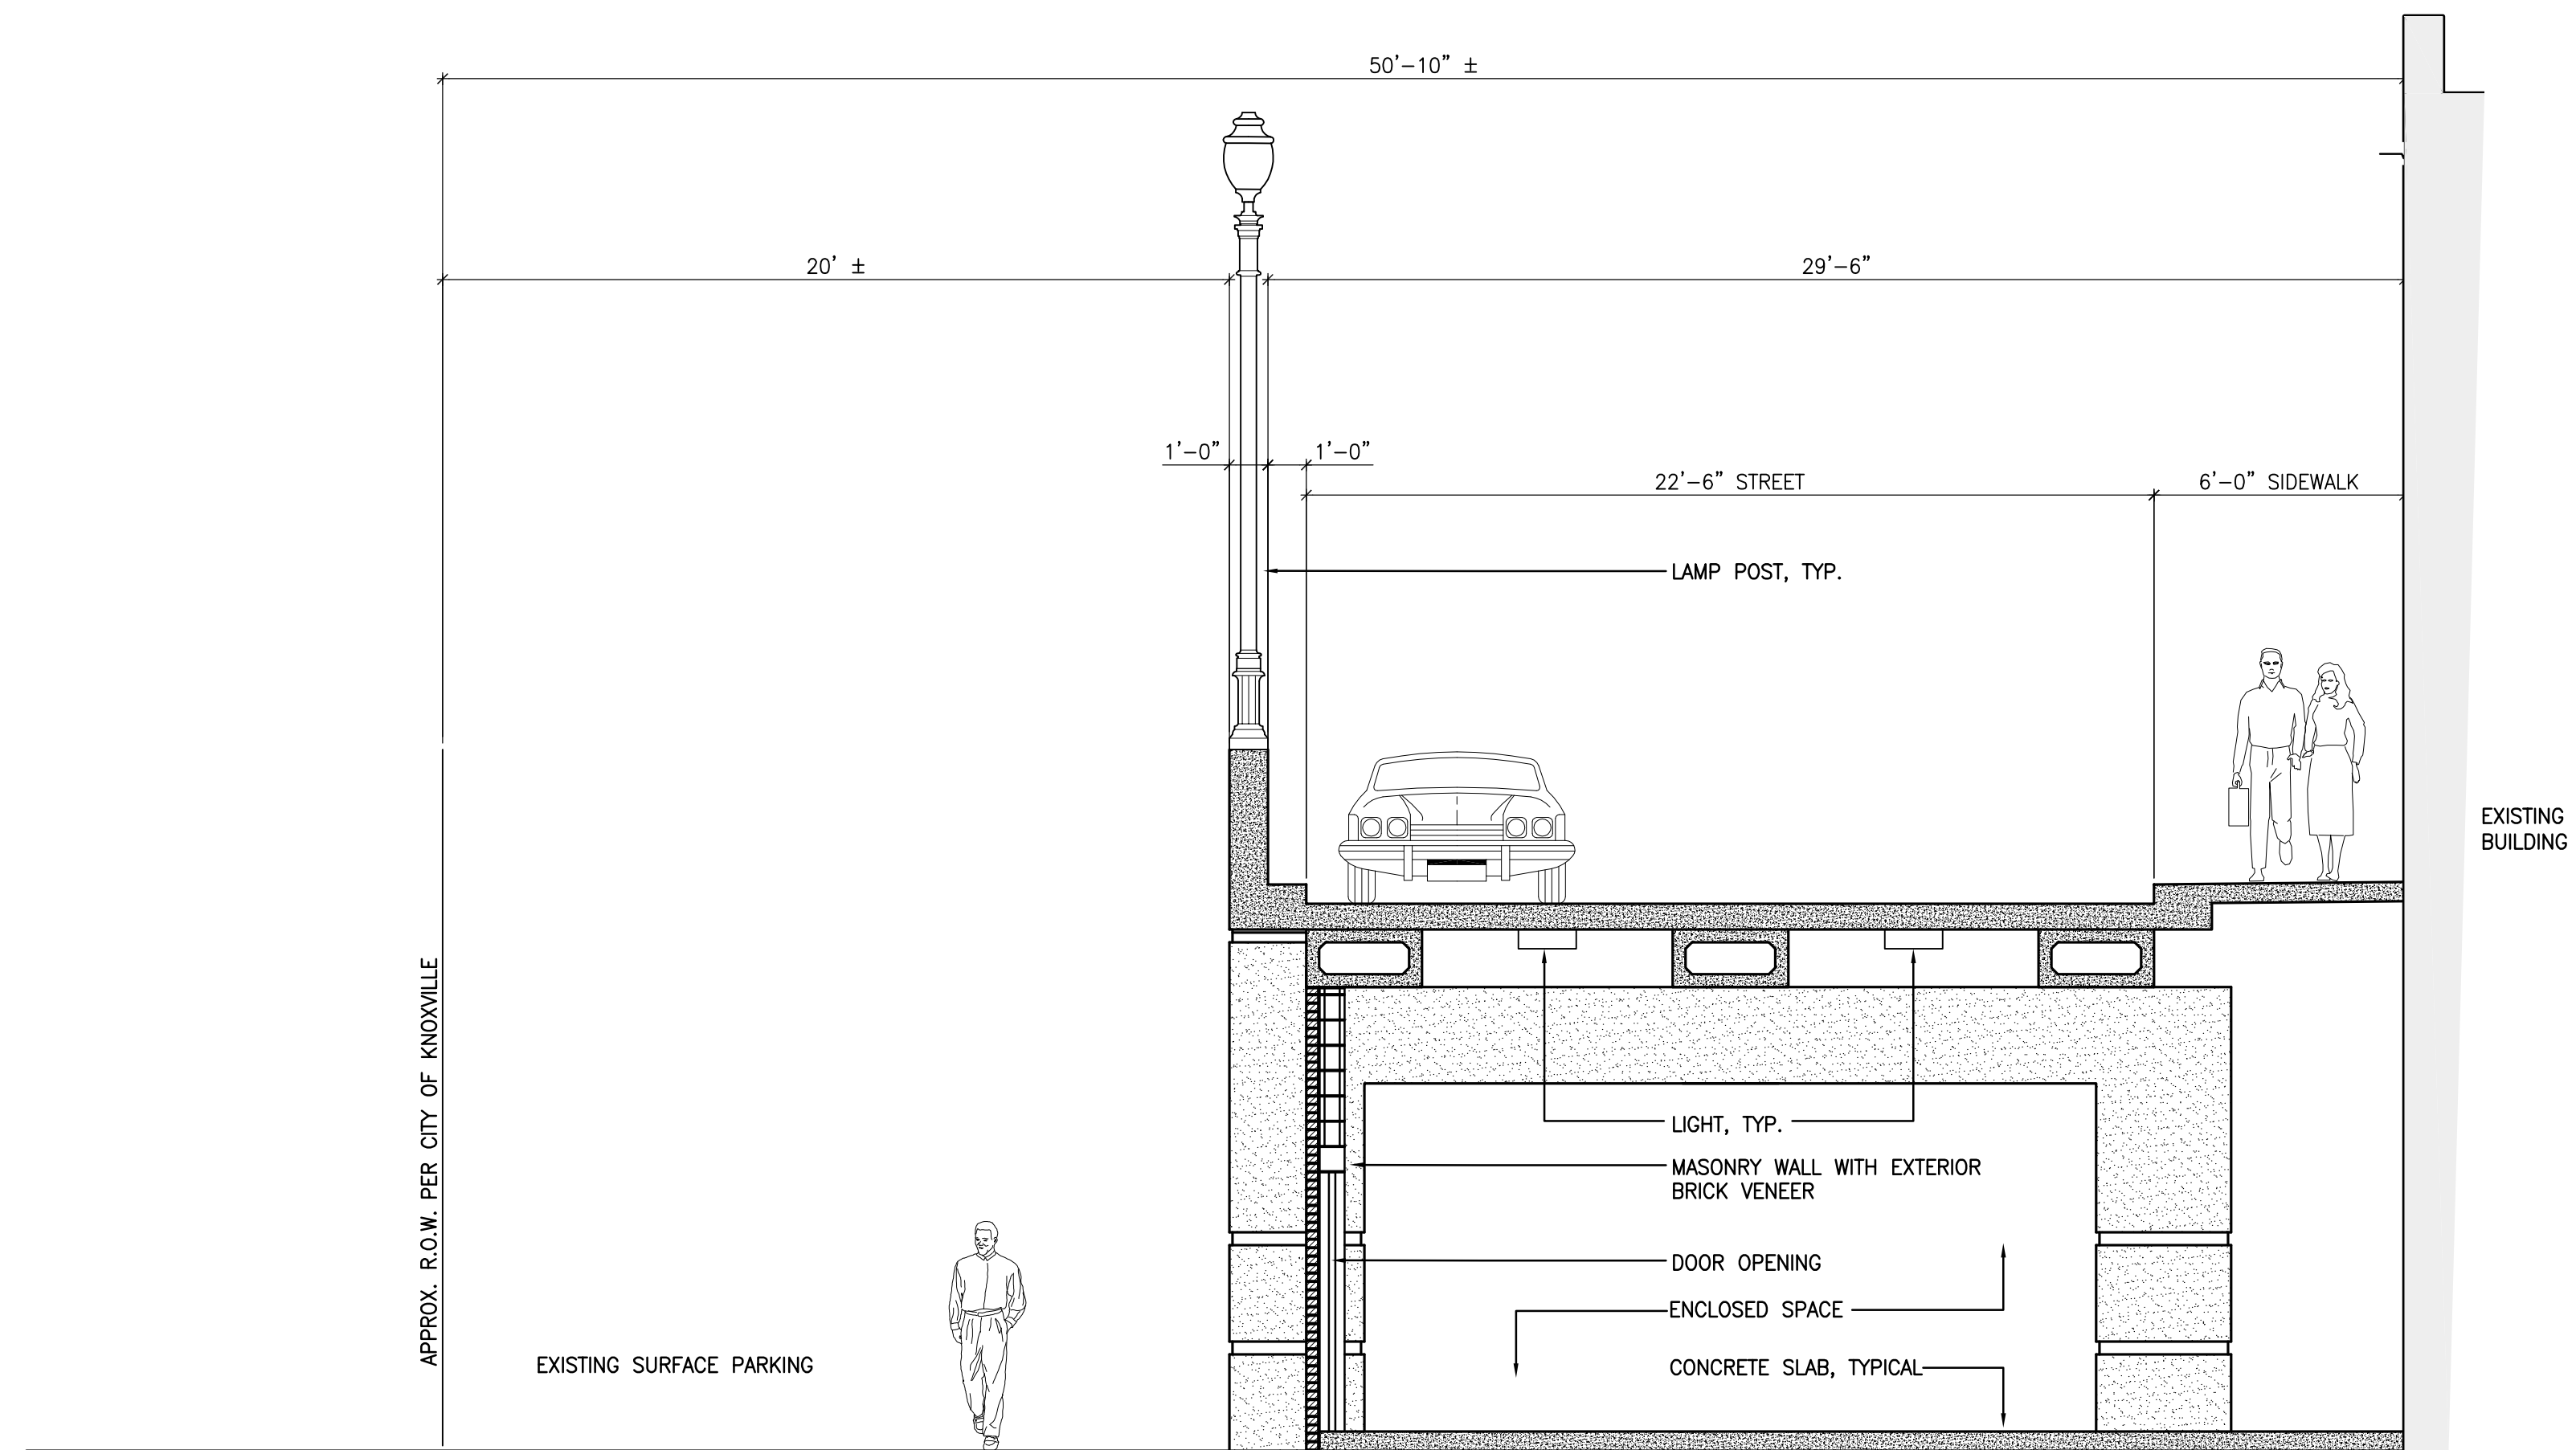 50'-10" ±
20' ±
29'-6"
1'-0"
1'-0"
22'-6" STREET
6'-0" SIDEWALK
LAMP POST, TYP.
EXISTING
BUILDING
APPROX. R.O.W. PER CITY OF KNOXVILLE
LIGHT, TYP.
MASONRY WALL WITH EXTERIOR
BRICK VENEER
DOOR OPENING
ENCLOSED SPACE
EXISTING SURFACE PARKING
CONCRETE SLAB, TYPICAL